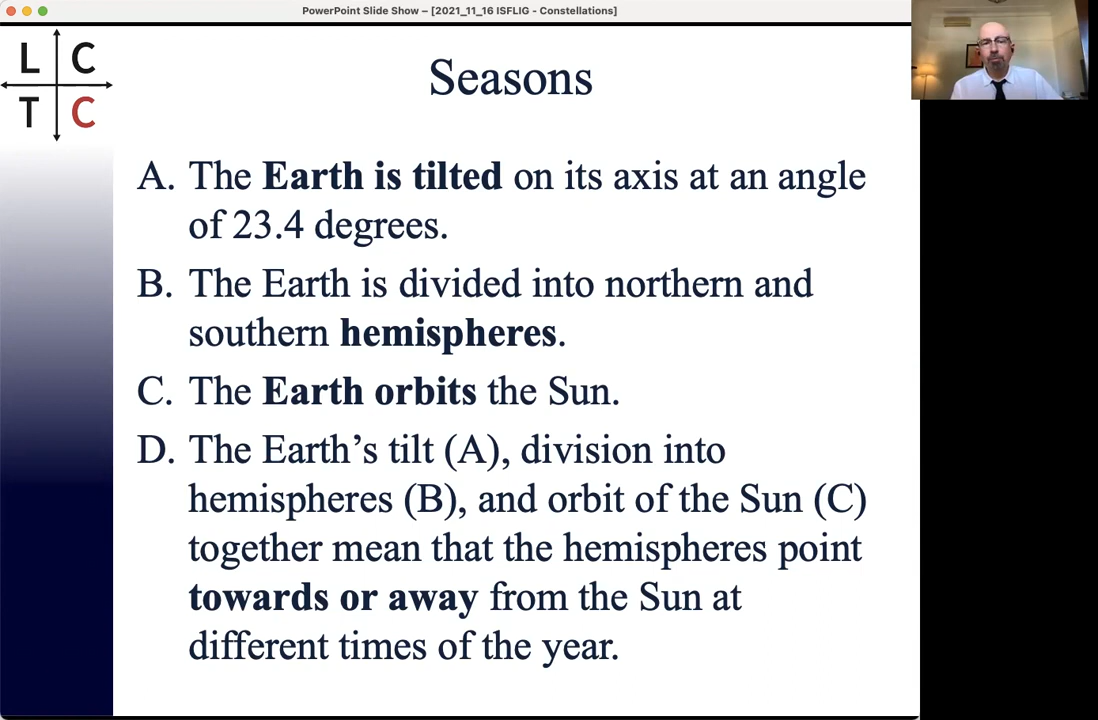 PowerPoint Slide Show – [2021_11_16 ISFLIG - Constellations]
L C
T C
Seasons
A. The Earth is tilted on its axis at an angle
of 23.4 degrees.
B. The Earth is divided into northern and
southern hemispheres.
C. The Earth orbits the Sun.
D. The Earth’s tilt (A), division into
hemispheres (B), and orbit of the Sun (C)
together mean that the hemispheres point
towards or away from the Sun at
different times of the year.